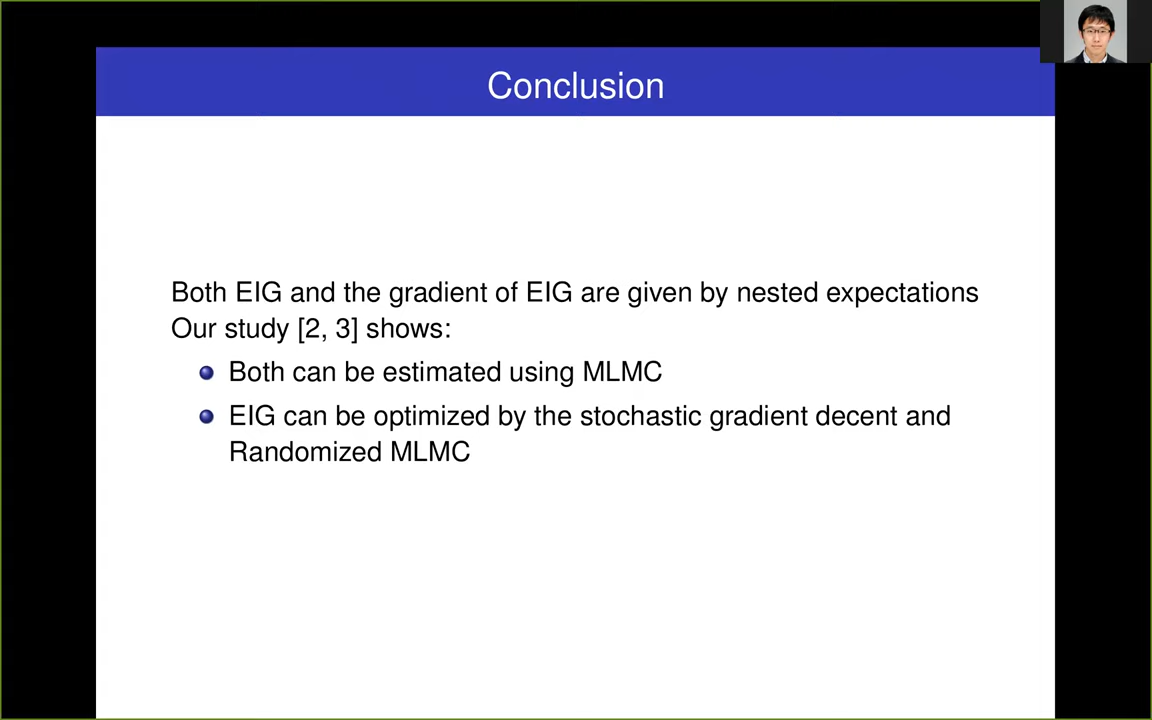 Conclusion
Both EIG and the gradient of EIG are given by nested expectations
Our study [2, 3] shows:
Both can be estimated using MLMC
EIG can be optimized by the stochastic gradient decent and
Randomized MLMC